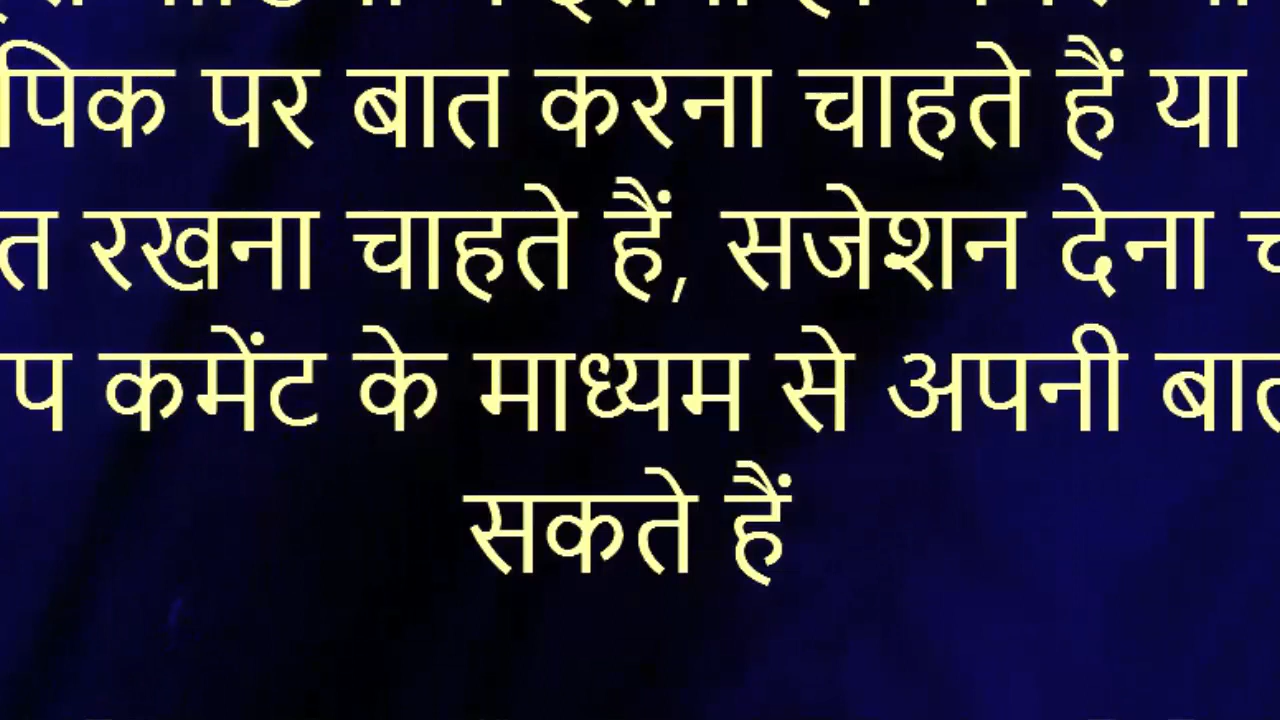 पिक पर बात करना चाहते हैं या
त रखना चाहते हैं, सजेशन देना
प कमेंट के माध्यम से अपनी बात
सकते हैं